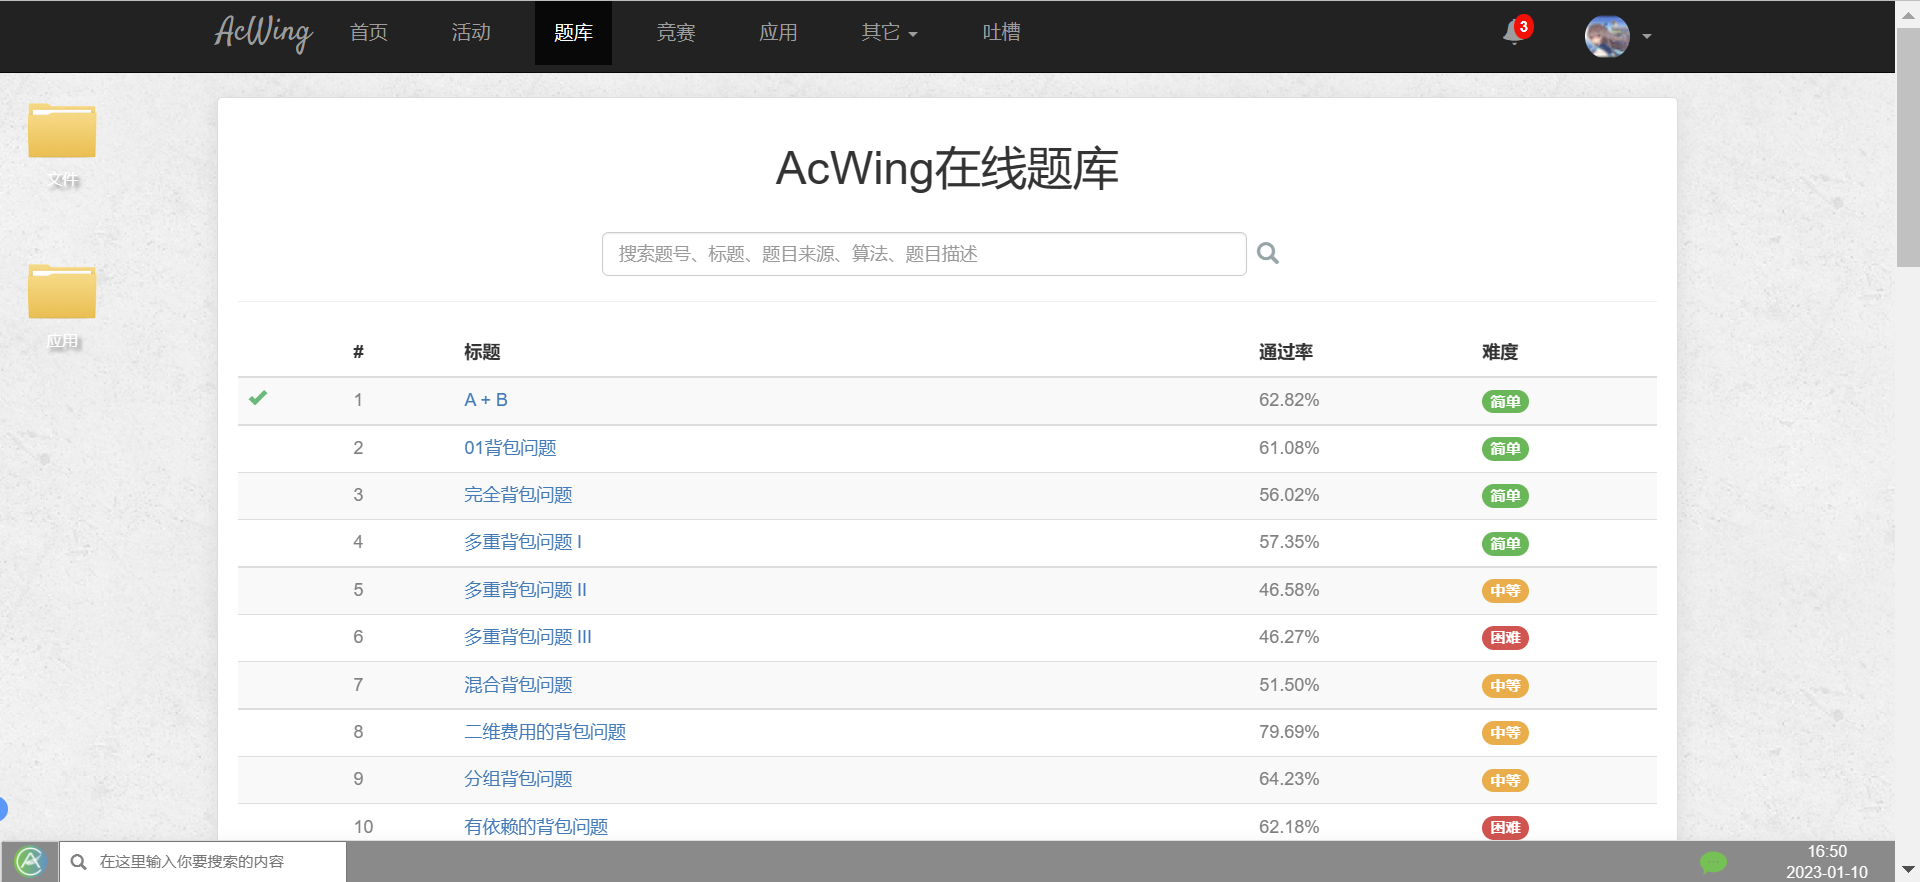 AcWing 首页 活动 题库 竞赛 应用 其它 吐槽 3
文件
应用
AcWing在线题库
搜索题号、标题、题目来源、算法、题目描述
# 标题 通过率 难度
1 A + B 62.82% 简单
2 01背包问题 61.08% 简单
3 完全背包问题 56.02% 简单
4 多重背包问题 I 57.35% 简单
5 多重背包问题 II 46.58% 中等
6 多重背包问题 III 46.27% 困难
7 混合背包问题 51.50% 中等
8 二维费用的背包问题 79.69% 中等
9 分组背包问题 64.23% 中等
10 有依赖的背包问题 62.18% 困难
在这里输入你要搜索的内容
16:50
2023-01-10